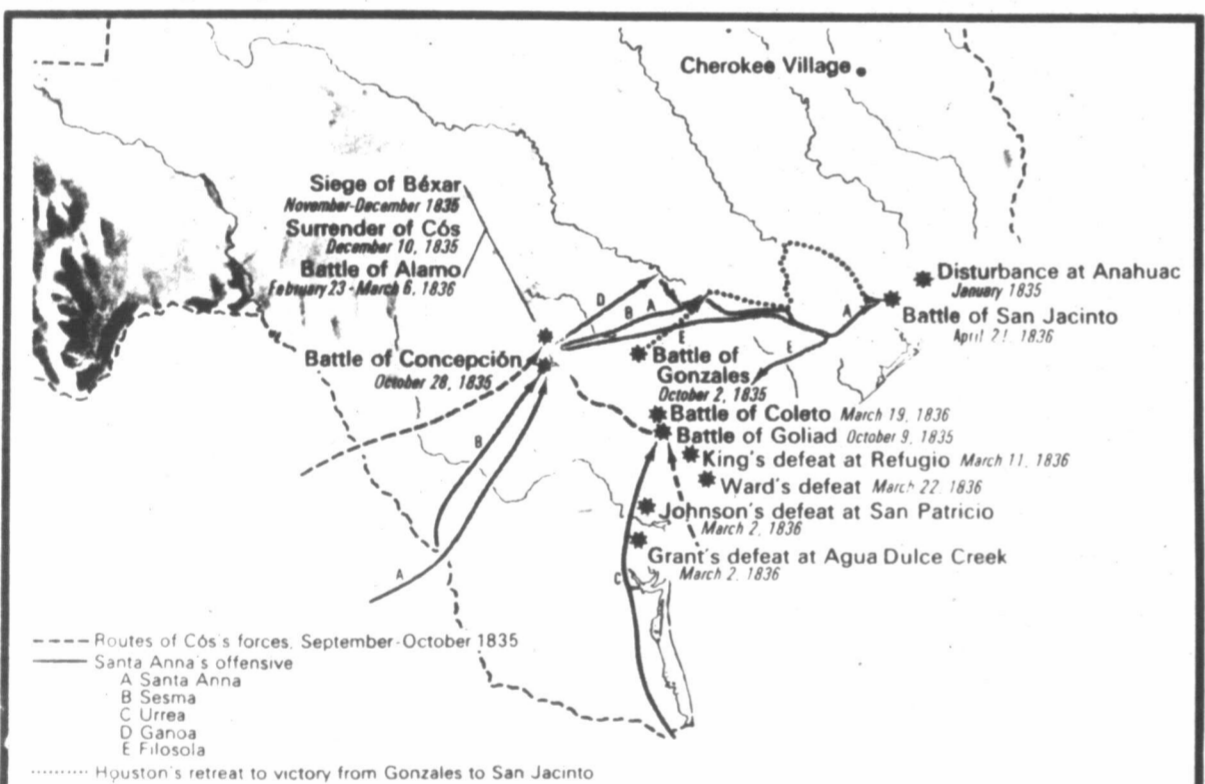 Cherokee Village
Siege of Béxar
November-December 1835
Surrender of Cós
December 10, 1835
Battle of Alamo
February 23 - March 6, 1836
D
B
A
E
A
E
Disturbance at Anahuac
January 1835
Battle of San Jacinto
April 21, 1836
Battle of Concepción
October 28, 1835
Battle of
Gonzales
October 2, 1835
Battle of Coleto March 19, 1836
Battle of Goliad October 9, 1835
B
King's defeat at Refugio March 11, 1836
Ward's defeat March 22, 1836
Johnson's defeat at San Patricio
March 2, 1836
Grant's defeat at Agua Dulce Creek
March 2, 1836
A
C
Routes of Cós's forces, September-October 1835
Santa Anna's offensive
A Santa Anna
B Sesma
C Urrea
D Ganoa
E Filosola
Houston's retreat to victory from Gonzales to San Jacinto